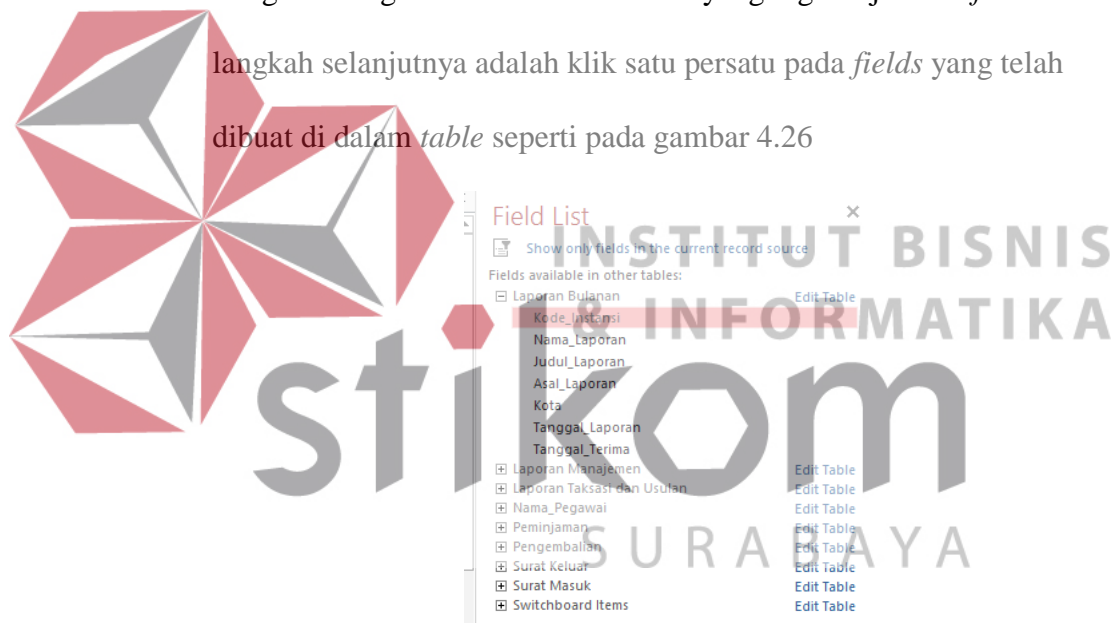 langkah selanjutnya adalah klik satu persatu pada fields yang telah
dibuat di dalam table seperti pada gambar 4.26
Field List
Show only fields in the current record source
Fields available in other tables:
Laporan Bulanan Edit Table
Kode_Instansi
Nama_Laporan
Judul_Laporan
Asal_Laporan
Kota
Tanggal_Laporan
Tanggal_Terima
Laporan Manajemen Edit Table
Laporan Taksasi dan Usulan Edit Table
Nama_Pegawai Edit Table
Peminjaman Edit Table
Pengembalian Edit Table
Surat Keluar Edit Table
Surat Masuk Edit Table
Switchboard Items Edit Table
INSTITUT BISNIS
& INFORMATIKA
stikom
SURABAYA